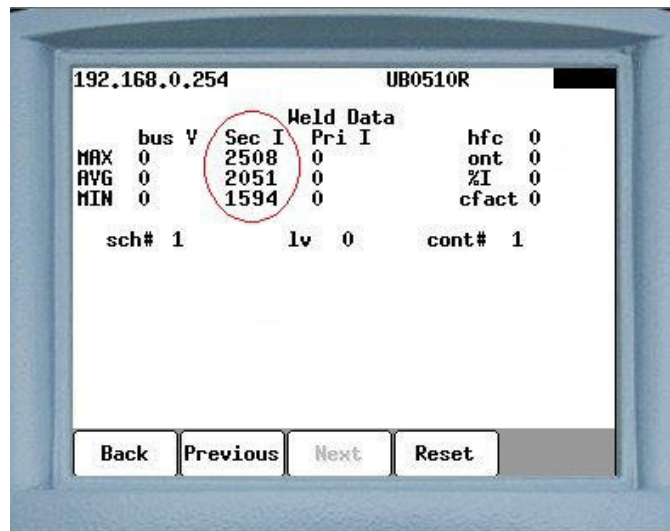 192.168.0.254 UB0510R
Weld Data
bus V Sec I Pri I hfc 0
MAX 0 2508 0 ont 0
AVG 0 2051 0 %I 0
MIN 0 1594 0 cfact 0
sch# 1 lv 0 cont# 1
Back Previous Next Reset